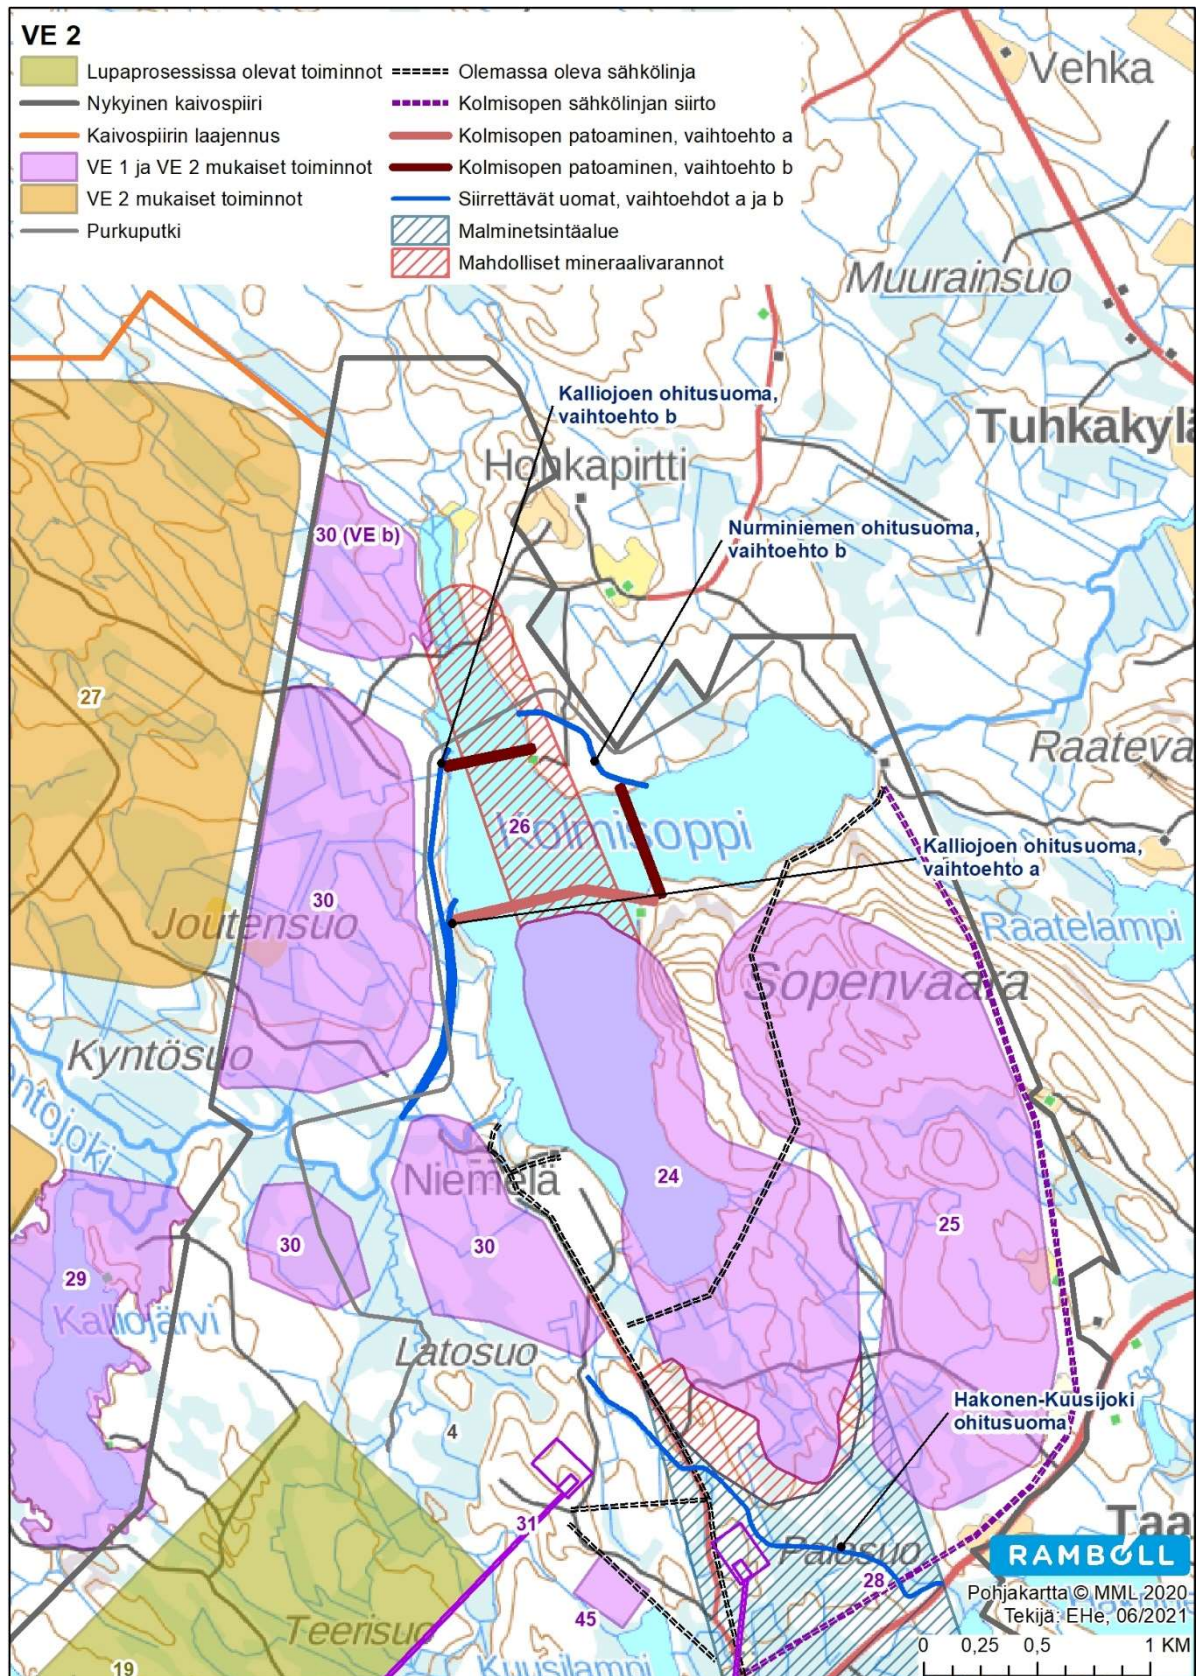 VE 2
Lupaprosessissa olevat toiminnot
Nykyinen kaivospiiri
Kaivospiirin laajennus
VE 1 ja VE 2 mukaiset toiminnot
VE 2 mukaiset toiminnot
Purkuputki
Olemassa oleva sähkölinja
Kolmisopen sähkölinjan siirto
Kolmisopen patoaminen, vaihtoehto a
Kolmisopen patoaminen, vaihtoehto b
Siirrettävät uomat, vaihtoehdot a ja b
Malminetsintäalue
Mahdolliset mineraalivarannot
Vehka
Muurainsuo
Kalliojoen ohitusuoma,
vaihtoehto b
Tuhkakylä
Honkapirtti
30 (VE b)
Nurminiemen ohitusuoma,
vaihtoehto b
27
Raateva
26
Kolmisoppi
Kalliojoen ohitusuoma,
vaihtoehto a
30
Joutensuo
Raatelampi
Sopenvaara
Kyntösuo
ntojoki
24
Niemelä
25
30
30
29
Kalliojärvi
Latosuo
Hakonen-Kuusijoki
ohitusuoma
4
31
Taa
Palosuo
RAMBOLL
28
Pohjakartta © MML 2020
Tekijä: EHe, 06/2021
45
Teerisuo
Kuusilampi
19
0 0,25 0,5 1 KM